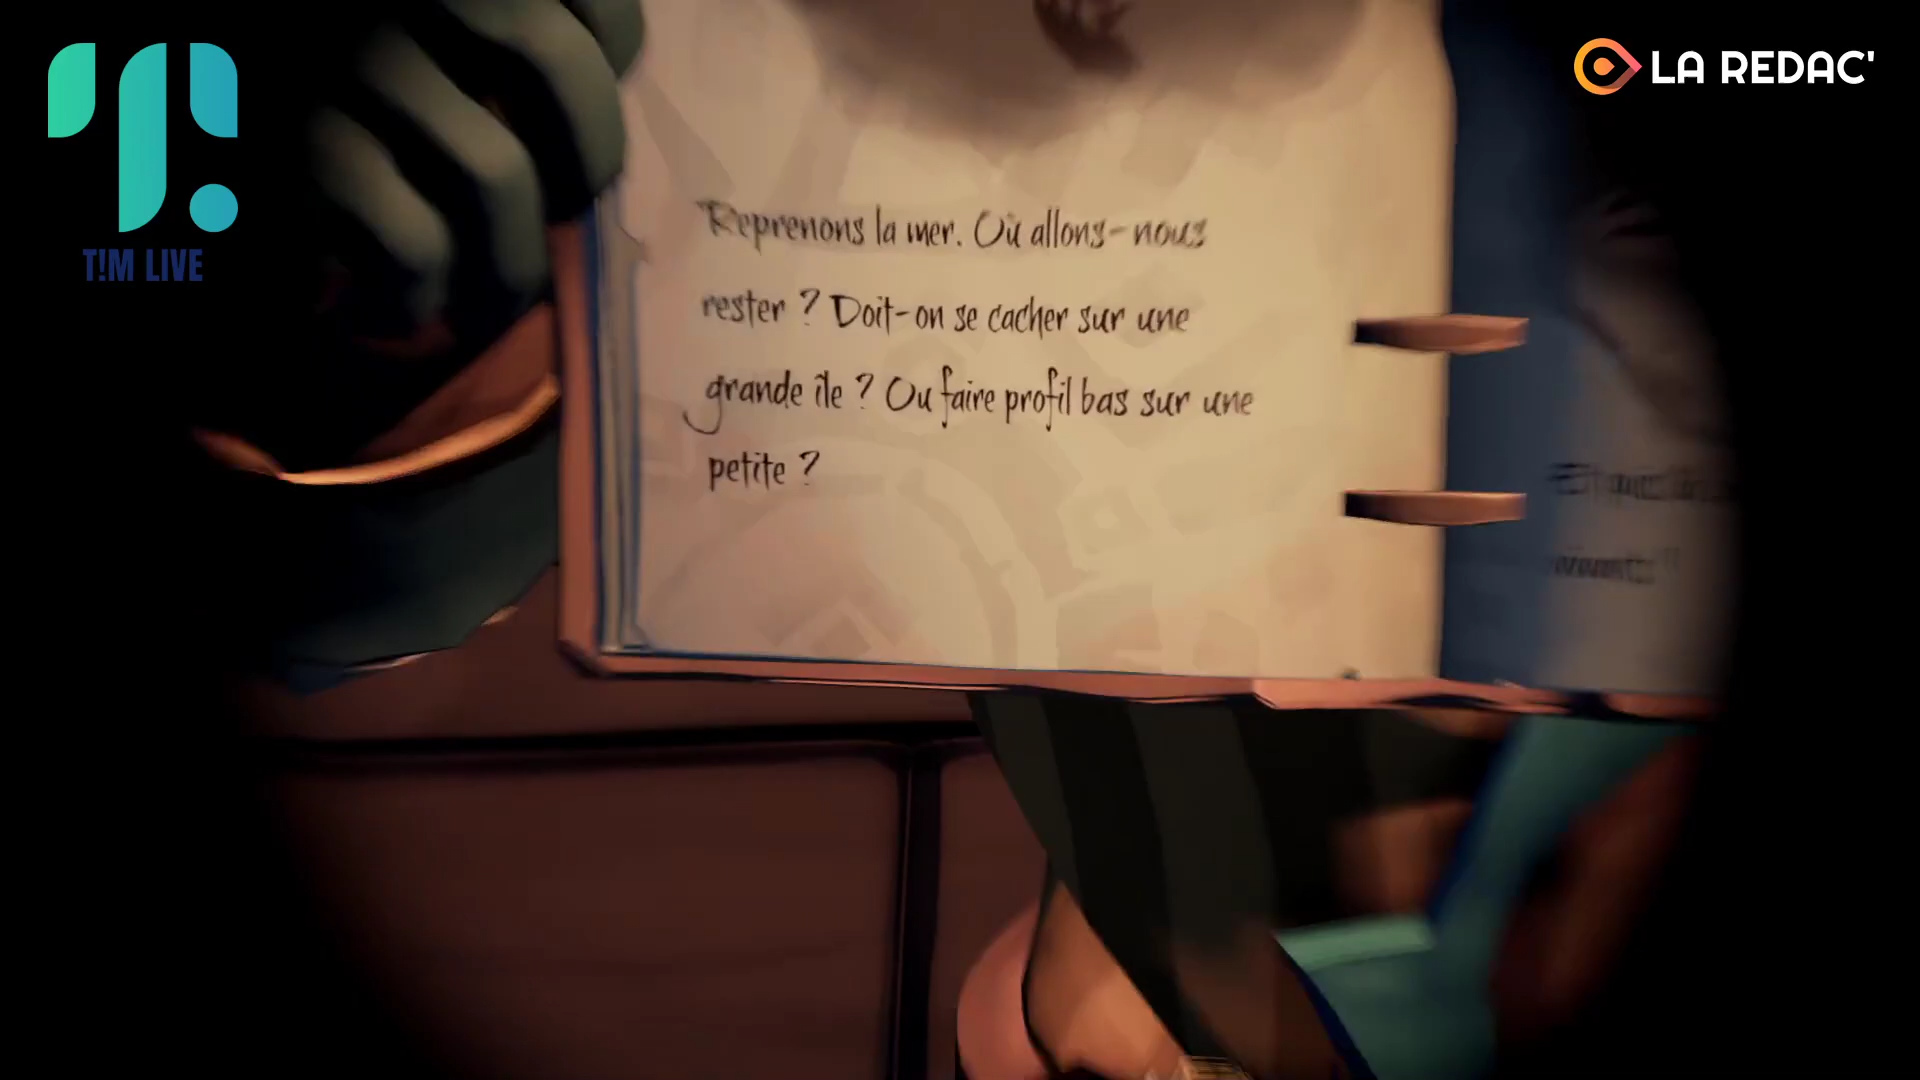 T!M LIVE
LA REDAC'
"Reprenons la mer. Où allons-nous
rester ? Doit-on se cacher sur une
grande île ? Ou faire profil bas sur une
petite ?